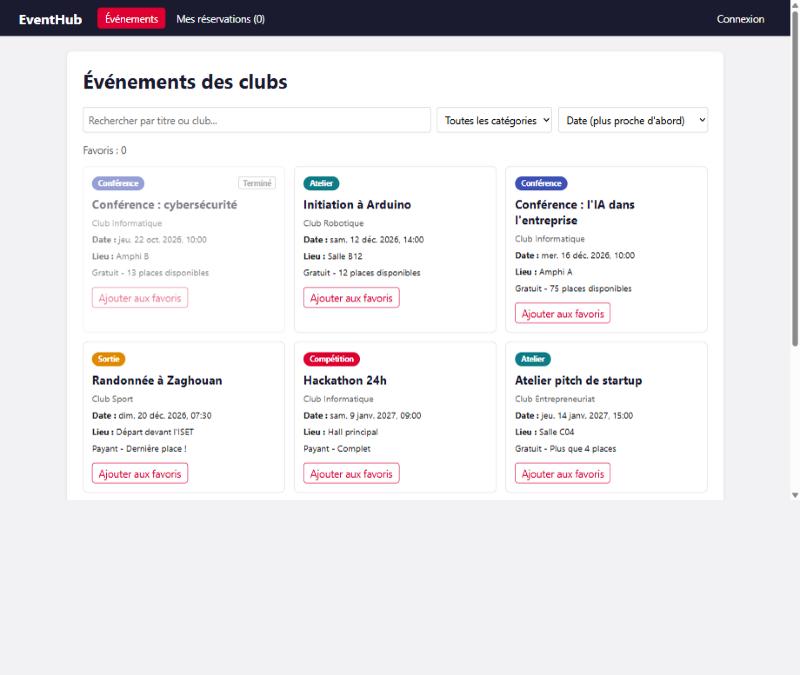 EventHub
Événements
Mes réservations (0)
Connexion
Événements des clubs
Rechercher par titre ou club...
Toutes les catégories
Date (plus proche d'abord)
Favoris : 0
Conférence
Terminé
Conférence : cybersécurité
Club Informatique
Date : jeu. 22 oct. 2026, 10:00
Lieu : Amphi B
Gratuit - 13 places disponibles
Ajouter aux favoris
Atelier
Initiation à Arduino
Club Robotique
Date : sam. 12 déc. 2026, 14:00
Lieu : Salle B12
Gratuit - 12 places disponibles
Ajouter aux favoris
Conférence
Conférence : l'IA dans
l'entreprise
Club Informatique
Date : mer. 16 déc. 2026, 10:00
Lieu : Amphi A
Gratuit - 75 places disponibles
Ajouter aux favoris
Sortie
Randonnée à Zaghouan
Club Sport
Date : dim. 20 déc. 2026, 07:30
Lieu : Départ devant l'ISET
Payant - Dernière place !
Ajouter aux favoris
Compétition
Hackathon 24h
Club Informatique
Date : sam. 9 janv. 2027, 09:00
Lieu : Hall principal
Payant - Complet
Ajouter aux favoris
Atelier
Atelier pitch de startup
Club Entrepreneuriat
Date : jeu. 14 janv. 2027, 15:00
Lieu : Salle C04
Gratuit - Plus que 4 places
Ajouter aux favoris